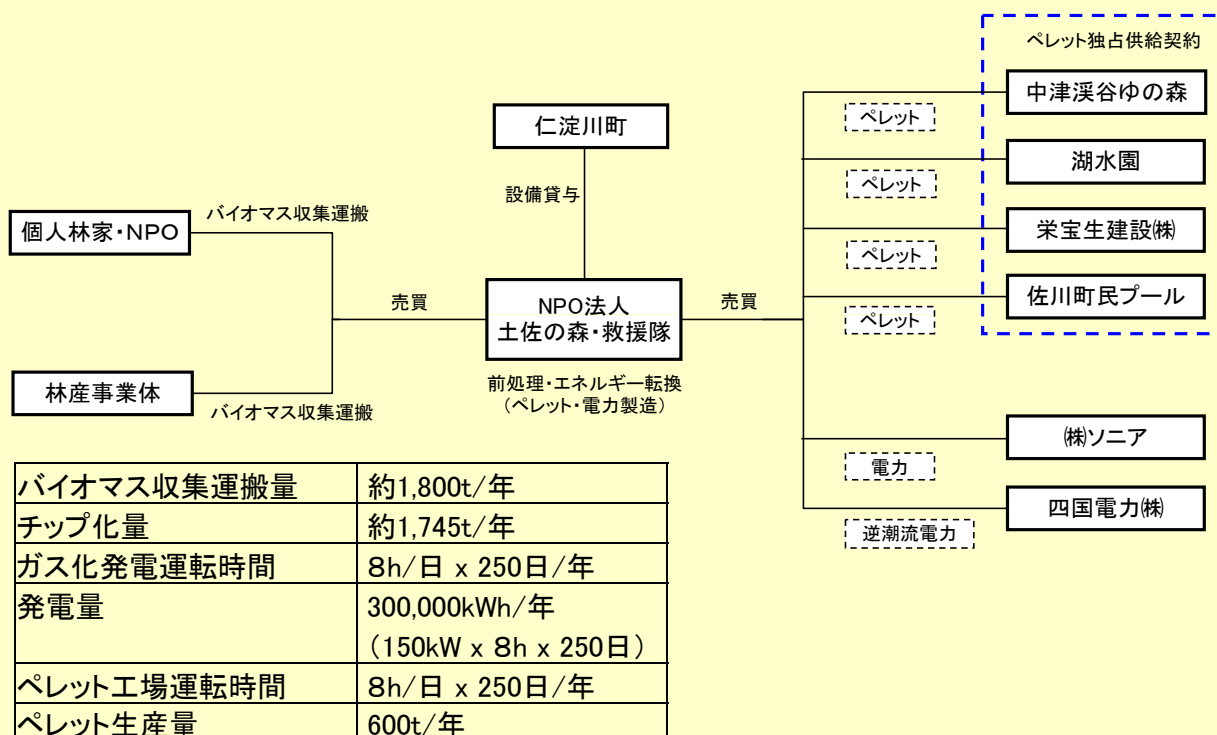 ペレット独占供給契約
中津渓谷ゆの森
仁淀川町
ペレット
湖水園
設備貸与
ペレット
バイオマス収集運搬
個人林家・NPO
栄宝生建設㈱
ペレット
売買
NPO法人
土佐の森・救援隊
売買
佐川町民プール
ペレット
前処理・エネルギー転換
（ペレット・電力製造）
林産事業体
バイオマス収集運搬
㈱ソニア
電力
四国電力㈱
逆潮流電力
バイオマス収集運搬量 約1,800t/年
チップ化量 約1,745t/年
ガス化発電運転時間 8h/日 x 250日/年
発電量 300,000kWh/年
（150kW x 8h x 250日）
ペレット工場運転時間 8h/日 x 250日/年
ペレット生産量 600t/年